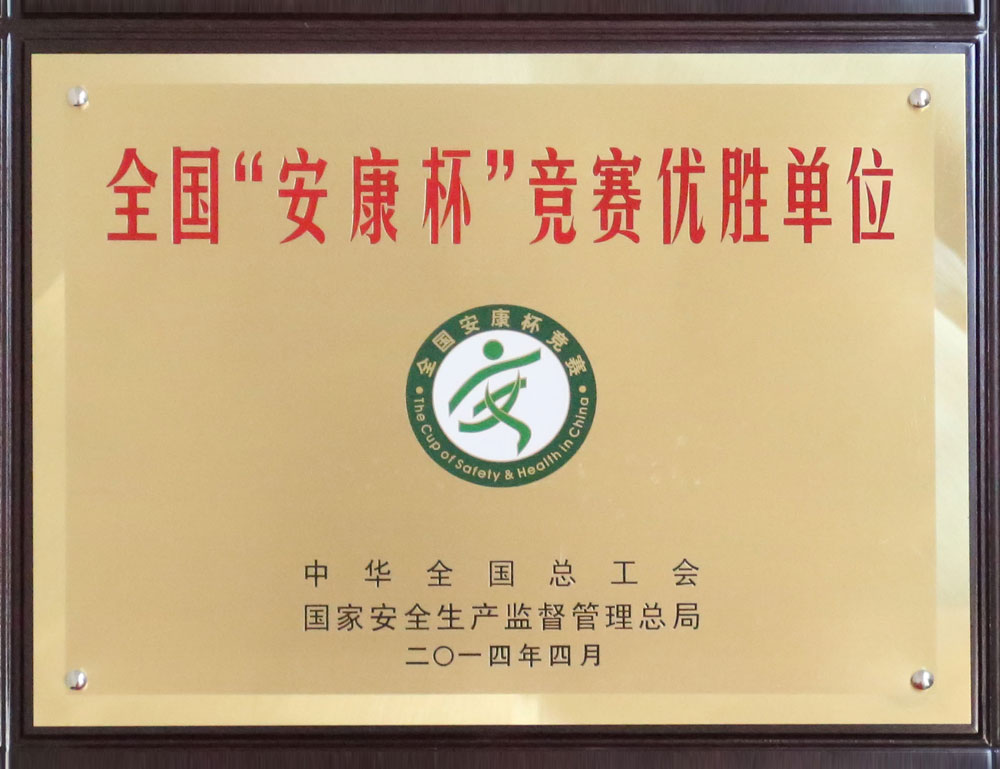 全国“安康杯”竞赛优胜单位
全国安康杯竞赛
The Cup of Safety & Health in China
中华全国总工会
国家安全生产监督管理总局
二〇一四年四月